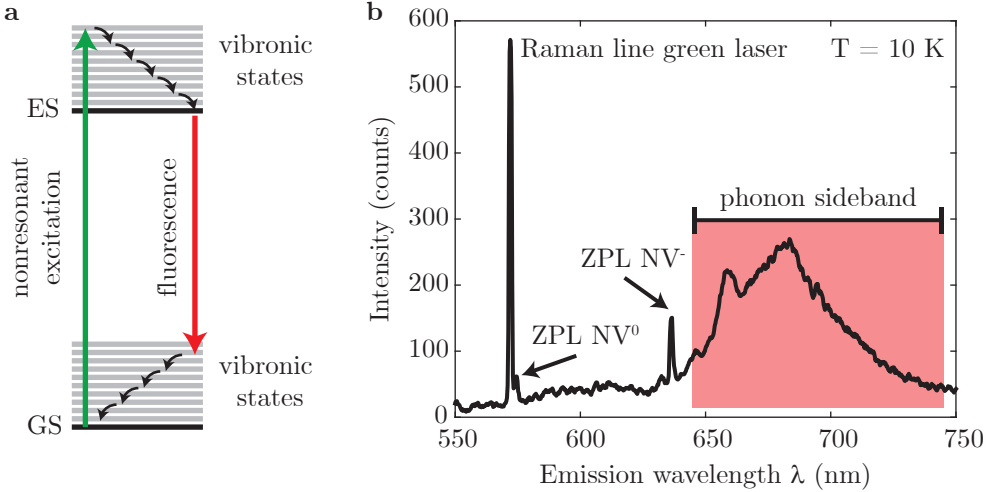 a
vibronic
states
ES
nonresonant
excitation
fluorescence
vibronic
states
GS
b
600
500
400
300
200
100
0
Intensity (counts)
Raman line green laser
T = 10 K
phonon sideband
ZPL NV-
ZPL NV⁰
550
600
650
700
750
Emission wavelength λ (nm)